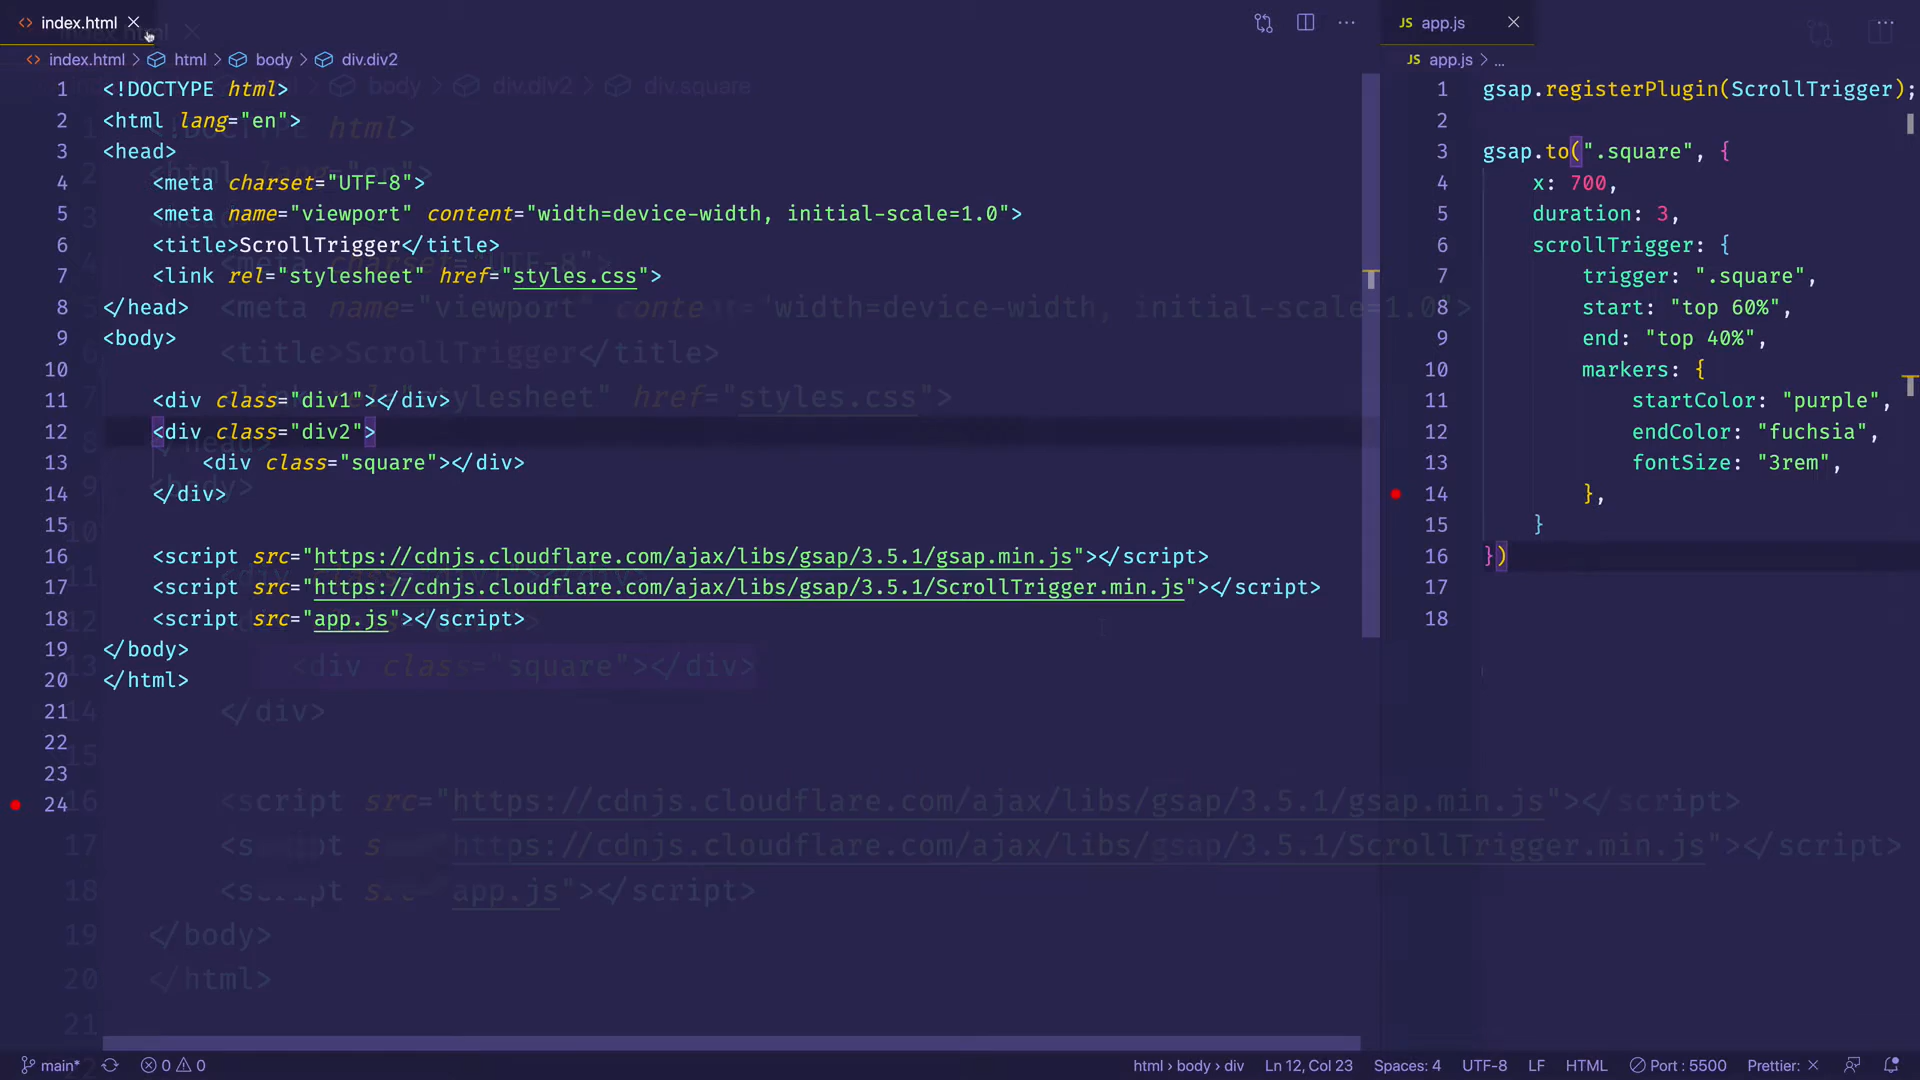 index.html
JS app.js
index.html > html > body > div.div2
JS app.js > ...
1 <!DOCTYPE html>
2 <html lang="en">
3 <head>
4 <meta charset="UTF-8">
5 <meta name="viewport" content="width=device-width, initial-scale=1.0">
6 <title>ScrollTrigger</title>
7 <link rel="stylesheet" href="styles.css">
8 </head>
9 <body>
10
11 <div class="div1"></div>
12 <div class="div2">
13 <div class="square"></div>
14 </div>
15
16 <script src="https://cdnjs.cloudflare.com/ajax/libs/gsap/3.5.1/gsap.min.js"></script>
17 <script src="https://cdnjs.cloudflare.com/ajax/libs/gsap/3.5.1/ScrollTrigger.min.js"></script>
18 <script src="app.js"></script>
19 </body>
20 </html>
21
22
23
24
1 gsap.registerPlugin(ScrollTrigger);
2
3 gsap.to(".square", {
4 x: 700,
5 duration: 3,
6 scrollTrigger: {
7 trigger: ".square",
8 start: "top 60%",
9 end: "top 40%",
10 markers: {
11 startColor: "purple",
12 endColor: "fuchsia",
13 fontSize: "3rem",
14 },
15 }
16 })
17
18
main* 0 0 html > body > div Ln 12, Col 23 Spaces: 4 UTF-8 LF HTML Port : 5500 Prettier: ×